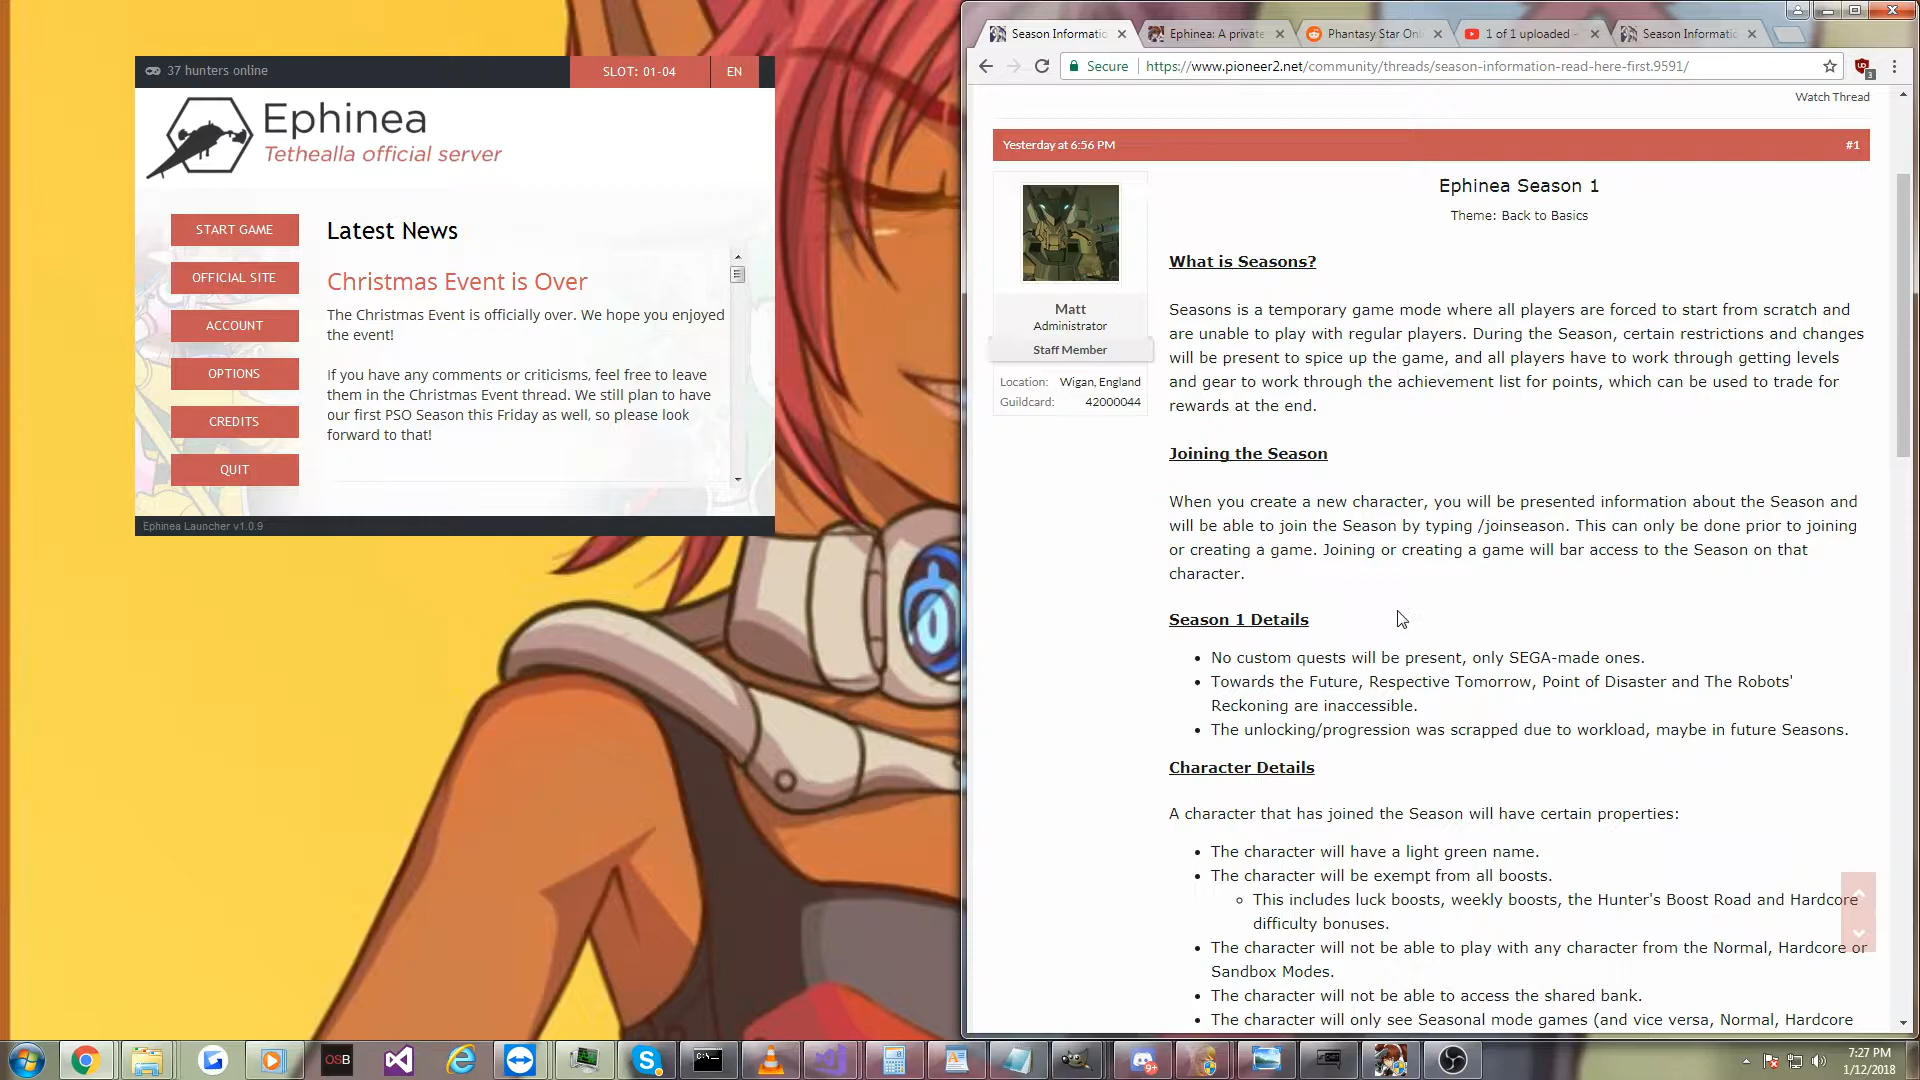 37 hunters online
SLOT: 01-04
EN
Ephinea
Tethealla official server
START GAME
OFFICIAL SITE
ACCOUNT
OPTIONS
CREDITS
QUIT
Latest News
Christmas Event is Over
The Christmas Event is officially over. We hope you enjoyed
the event!
If you have any comments or criticisms, feel free to leave
them in the Christmas Event thread. We still plan to have
our first PSO Season this Friday as well, so please look
forward to that!
Ephinea Launcher v1.0.9
Season Informatio
Ephinea: A private
Phantasy Star Onl
1 of 1 uploaded -
Season Informatio
Secure
https://www.pioneer2.net/community/threads/season-information-read-here-first.9591/
3
Watch Thread
Yesterday at 6:56 PM
#1
Matt
Administrator
Staff Member
Location: Wigan, England
Guildcard: 42000044
Ephinea Season 1
Theme: Back to Basics
What is Seasons?
Seasons is a temporary game mode where all players are forced to start from scratch and
are unable to play with regular players. During the Season, certain restrictions and changes
will be present to spice up the game, and all players have to work through getting levels
and gear to work through the achievement list for points, which can be used to trade for
rewards at the end.
Joining the Season
When you create a new character, you will be presented information about the Season and
will be able to join the Season by typing /joinseason. This can only be done prior to joining
or creating a game. Joining or creating a game will bar access to the Season on that
character.
Season 1 Details
• No custom quests will be present, only SEGA-made ones.
• Towards the Future, Respective Tomorrow, Point of Disaster and The Robots'
Reckoning are inaccessible.
• The unlocking/progression was scrapped due to workload, maybe in future Seasons.
Character Details
A character that has joined the Season will have certain properties:
• The character will have a light green name.
• The character will be exempt from all boosts.
◦ This includes luck boosts, weekly boosts, the Hunter's Boost Road and Hardcore
difficulty bonuses.
• The character will not be able to play with any character from the Normal, Hardcore or
Sandbox Modes.
• The character will not be able to access the shared bank.
• The character will only see Seasonal mode games (and vice versa, Normal, Hardcore
OSB
C:\
9+
7:27 PM
1/12/2018